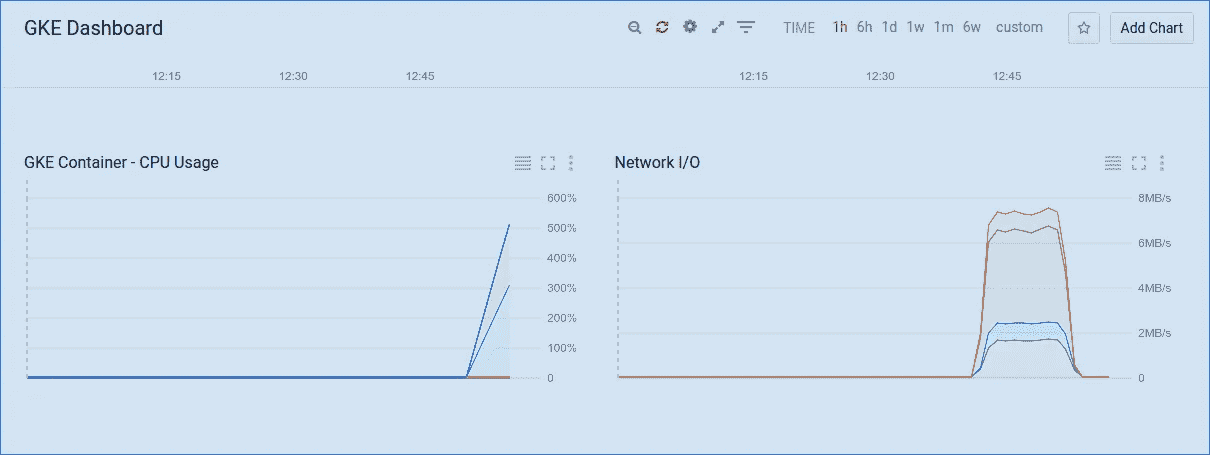 GKE Dashboard TIME 1h 6h 1d 1w 1m 6w custom Add Chart
12:15 12:30 12:45 12:15 12:30 12:45
GKE Container - CPU Usage
600%
500%
400%
300%
200%
100%
0
Network I/O
8MB/s
6MB/s
4MB/s
2MB/s
0